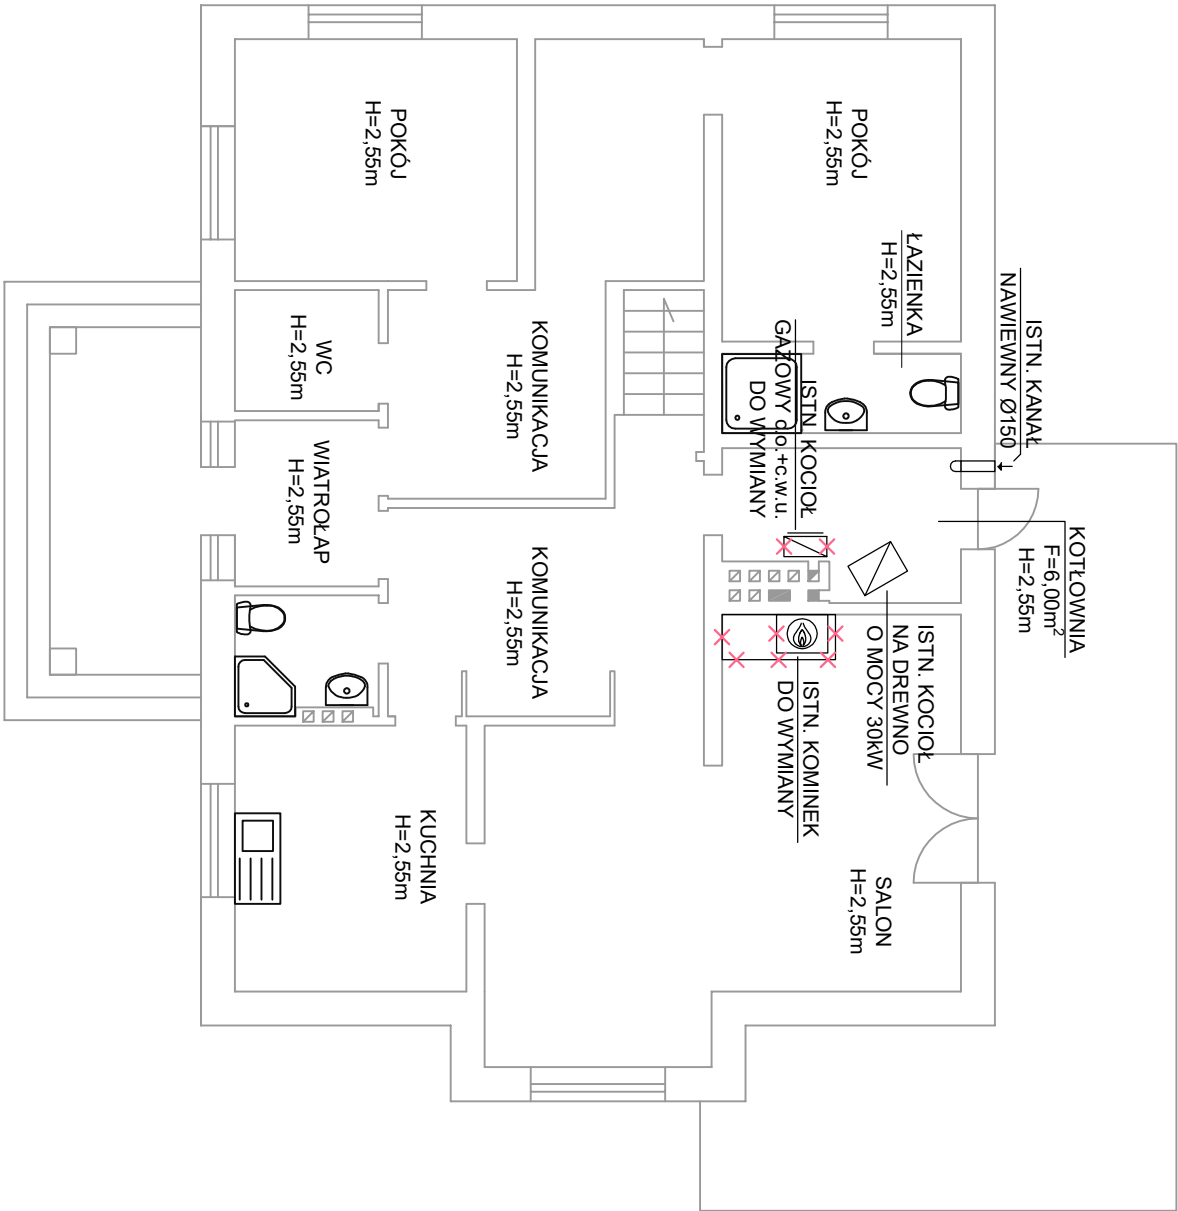 POKÓJ
H=2,55m
POKÓJ
H=2,55m
ŁAZIENKA
H=2,55m
ISTN. KANAŁ
NAWIEWNY Ø150
WC
H=2,55m
KOMUNIKACJA
H=2,55m
ISTN. KOCIOŁ
GAZOWY c.o.+c.w.u.
DO WYMIANY
WIATROŁAP
H=2,55m
KOMUNIKACJA
H=2,55m
KOTŁOWNIA
F=6,00m²
H=2,55m
ISTN. KOCIOŁ
NA DREWNO
O MOCY 30kW
ISTN. KOMINEK
DO WYMIANY
KUCHNIA
H=2,55m
SALON
H=2,55m